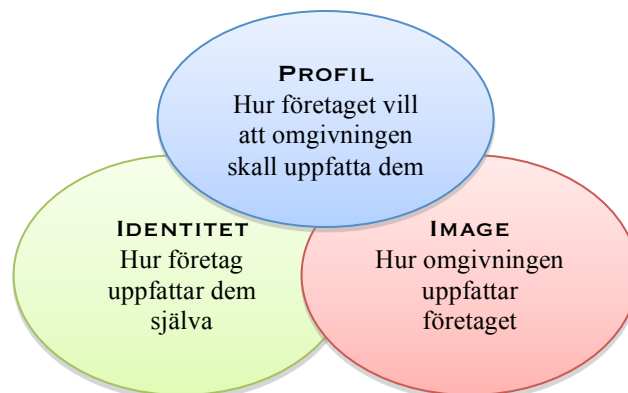 PROFIL
Hur företaget vill
att omgivningen
skall uppfatta dem
IDENTITET
Hur företag
uppfattar dem
själva
IMAGE
Hur omgivningen
uppfattar
företaget